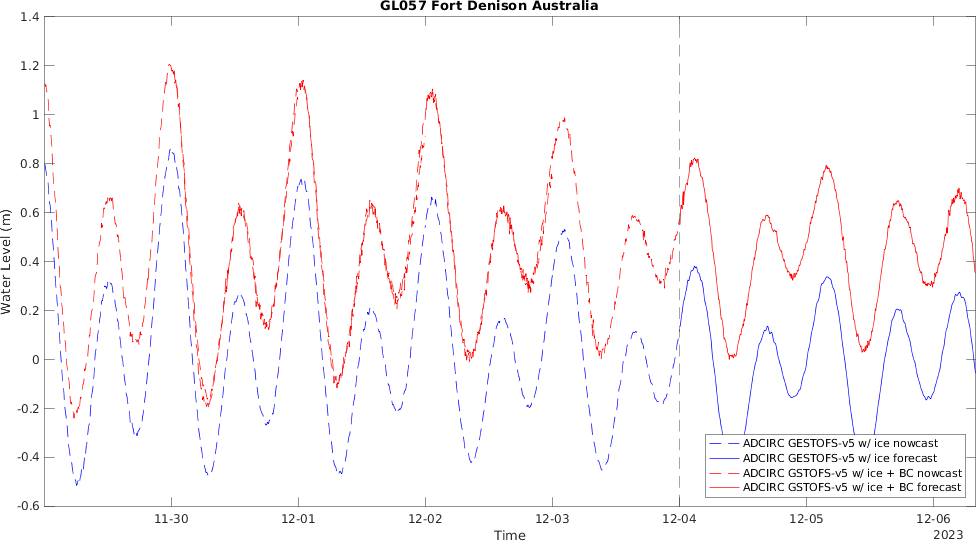 GL057 Fort Denison Australia
1.4
1.2
1
0.8
0.6
0.4
0.2
0
-0.2
-0.4
-0.6
Water Level (m)
ADCIRC GESTOFS-v5 w/ ice nowcast
ADCIRC GESTOFS-v5 w/ ice forecast
ADCIRC GSTOFS-v5 w/ ice + BC nowcast
ADCIRC GSTOFS-v5 w/ ice + BC forecast
11-30 12-01 12-02 12-03 12-04 12-05 12-06
Time 2023